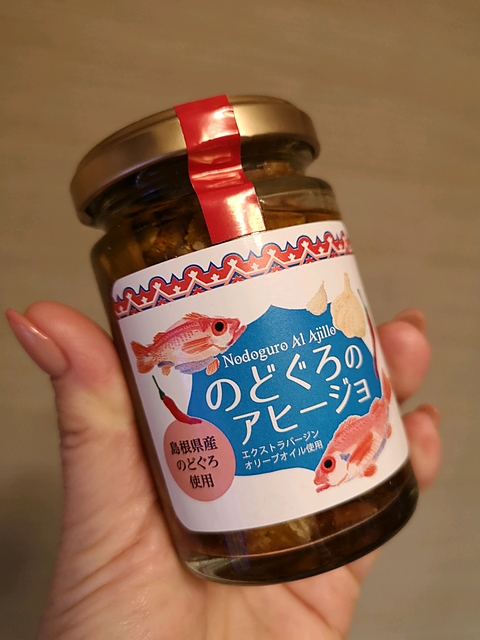 Nodoguro Al Ajillo
のどぐろの
アヒージョ
エクストラバージン
オリーブオイル使用
島根県産
のどぐろ
使用